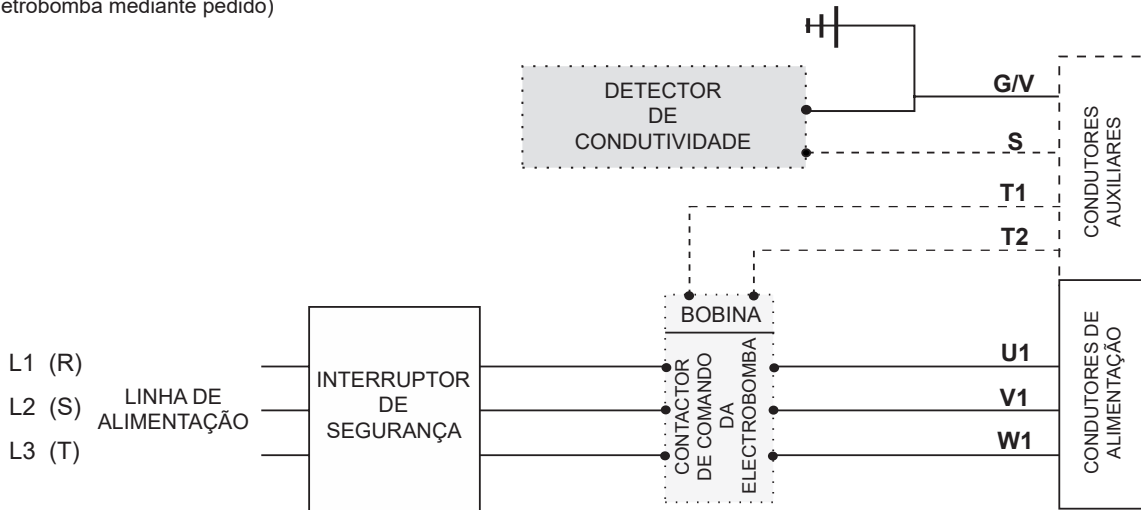 etrobomba mediante pedido)
DETECTOR
DE
CONDUTIVIDADE
G/V
S
T1
T2
CONDUTORES
AUXILIARES
BOBINA
L1 (R)
L2 (S)
L3 (T)
LINHA DE
ALIMENTAÇÃO
INTERRUPTOR
DE
SEGURANÇA
CONTACTOR
DE COMANDO
DA
ELECTROBOMBA
U1
V1
W1
CONDUTORES DE
ALIMENTAÇÃO